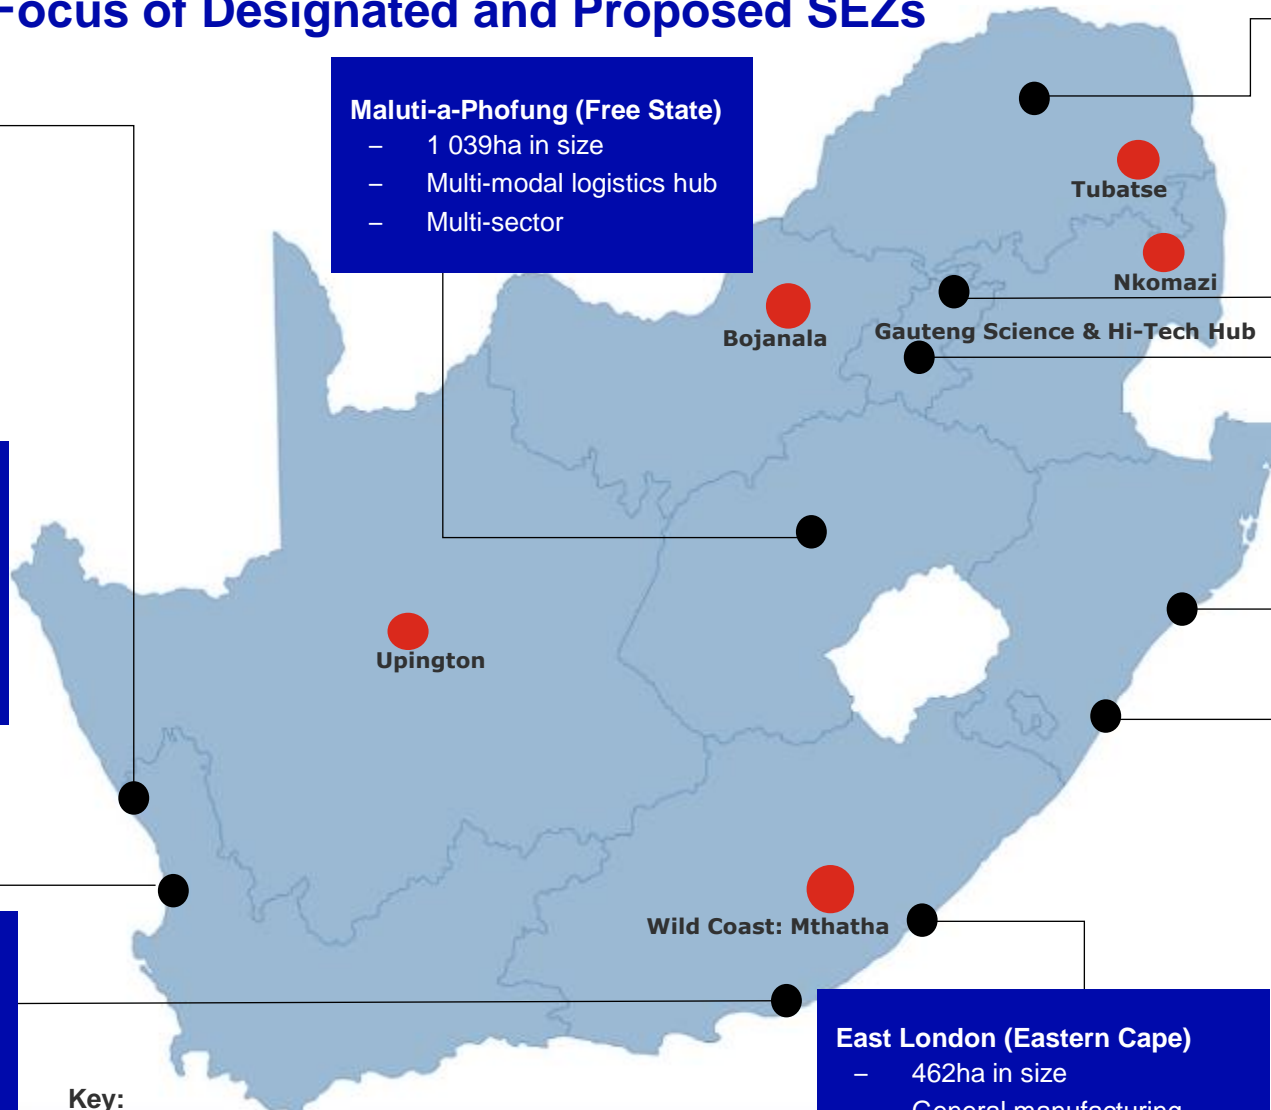 Focus of Designated and Proposed SEZs
Maluti-a-Phofung (Free State)
– 1 039ha in size
– Multi-modal logistics hub
– Multi-sector
Tubatse
Nkomazi
Bojanala
Gauteng Science & Hi-Tech Hub
Upington
Wild Coast: Mthatha
East London (Eastern Cape)
– 462ha in size
General manufacturing
Key: